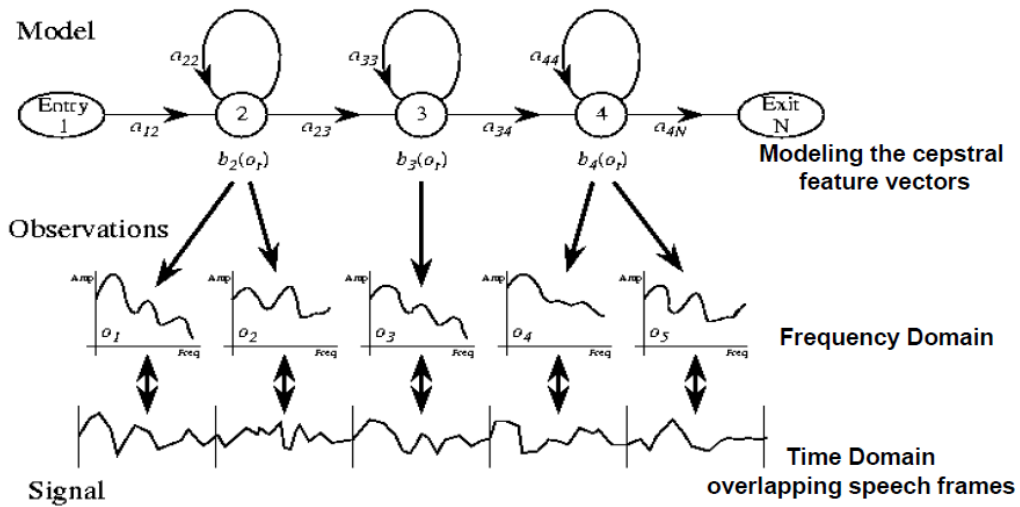 Model
a22
a33
a44
Entry
1
2
3
4
Exit
N
a12
a23
a34
a4N
b2(ot)
b3(ot)
b4(ot)
Modeling the cepstral
feature vectors
Observations
Amp
Amp
Amp
Amp
Amp
o1
o2
o3
o4
o5
Freq
Freq
Freq
Freq
Freq
Frequency Domain
Time Domain
overlapping speech frames
Signal